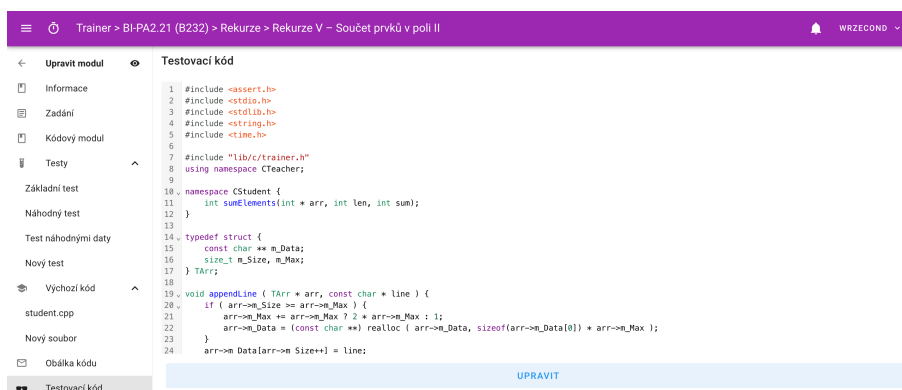 Trainer > BI-PA2.21 (B232) > Rekurze > Rekurze V – Součet prvků v poli II
WRZECOND
Upravit modul
Informace
Zadání
Kódový modul
Testy
Základní test
Náhodný test
Test náhodnými daty
Nový test
Výchozí kód
student.cpp
Nový soubor
Obálka kódu
Testovací kód
Testovací kód
1 #include <assert.h>
2 #include <stdio.h>
3 #include <stdlib.h>
4 #include <string.h>
5 #include <time.h>
6
7 #include "lib/c/trainer.h"
8 using namespace CTeacher;
9
10 namespace CStudent {
11 int sumElements(int * arr, int len, int sum);
12 }
13
14 typedef struct {
15 const char ** m_Data;
16 size_t m_Size, m_Max;
17 } TArr;
18
19 void appendLine ( TArr * arr, const char * line ) {
20 if ( arr->m_Size >= arr->m_Max ) {
21 arr->m_Max += arr->m_Max ? 2 * arr->m_Max : 1;
22 arr->m_Data = (const char **) realloc ( arr->m_Data, sizeof(arr->m_Data[0]) * arr->m_Max );
23 }
24 arr->m_Data[arr->m_Size++] = line;
UPRAVIT